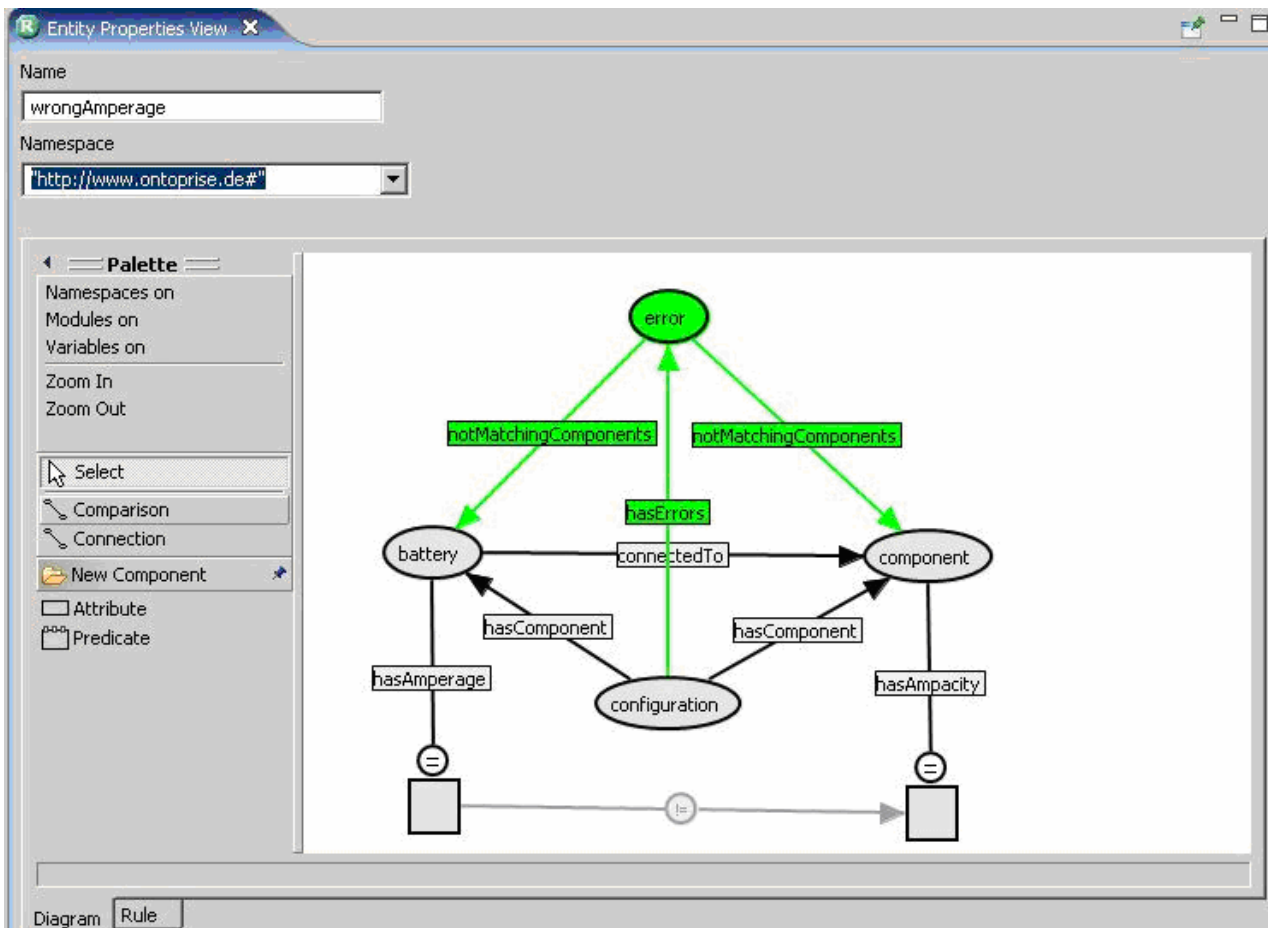 Entity Properties View
Name
wrongAmperage
Namespace
"http://www.ontoprise.de#"
Palette
Namespaces on
Modules on
Variables on
Zoom In
Zoom Out
Select
Comparison
Connection
New Component
Attribute
Predicate
error
notMatchingComponents
notMatchingComponents
hasErrors
battery
connectedTo
component
hasComponent
hasComponent
hasAmperage
configuration
hasAmpacity
=
=
!=
Diagram
Rule